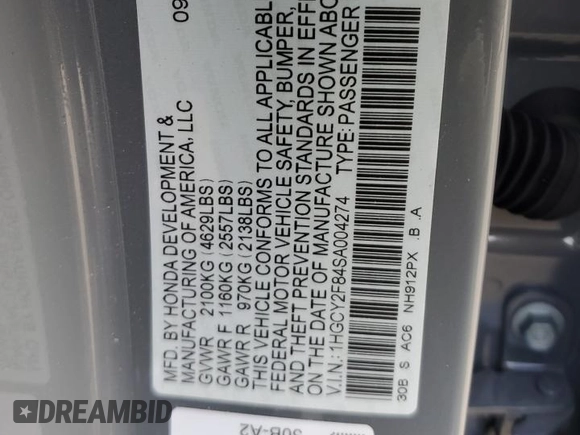 09
MFD. BY HONDA DEVELOPMENT &
MANUFACTURING OF AMERICA, LLC
GVWR 2100KG (4629LBS)
GAWR F 1160KG (2557LBS)
GAWR R 970KG (2138LBS)
THIS VEHICLE CONFORMS TO ALL APPLICABL
FEDERAL MOTOR VEHICLE SAFETY, BUMPER,
AND THEFT PREVENTION STANDARDS IN EFF
DATE OF MANUFACTURE SHOWN ABO
V.I.N.: 1HGCY2F84SA004274 TYPE: PASSENGER
30B S AC6 NH912PX .B .A
30B-A2
DREAMBID